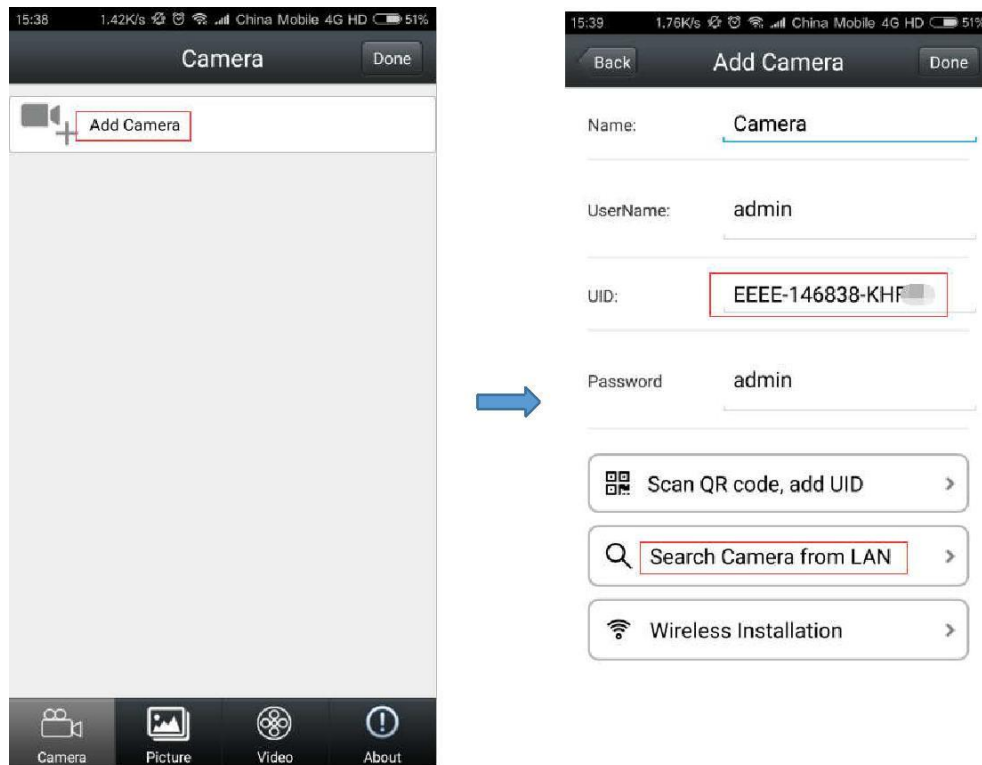 15:38 1.42K/s China Mobile 4G HD 51%
Camera Done
Add Camera
Camera Picture Video About
15:39 1.76K/s China Mobile 4G HD 51%
Back Add Camera Done
Name: Camera
UserName: admin
UID: EEEE-146838-KHF
Password admin
Scan QR code, add UID
Search Camera from LAN
Wireless Installation